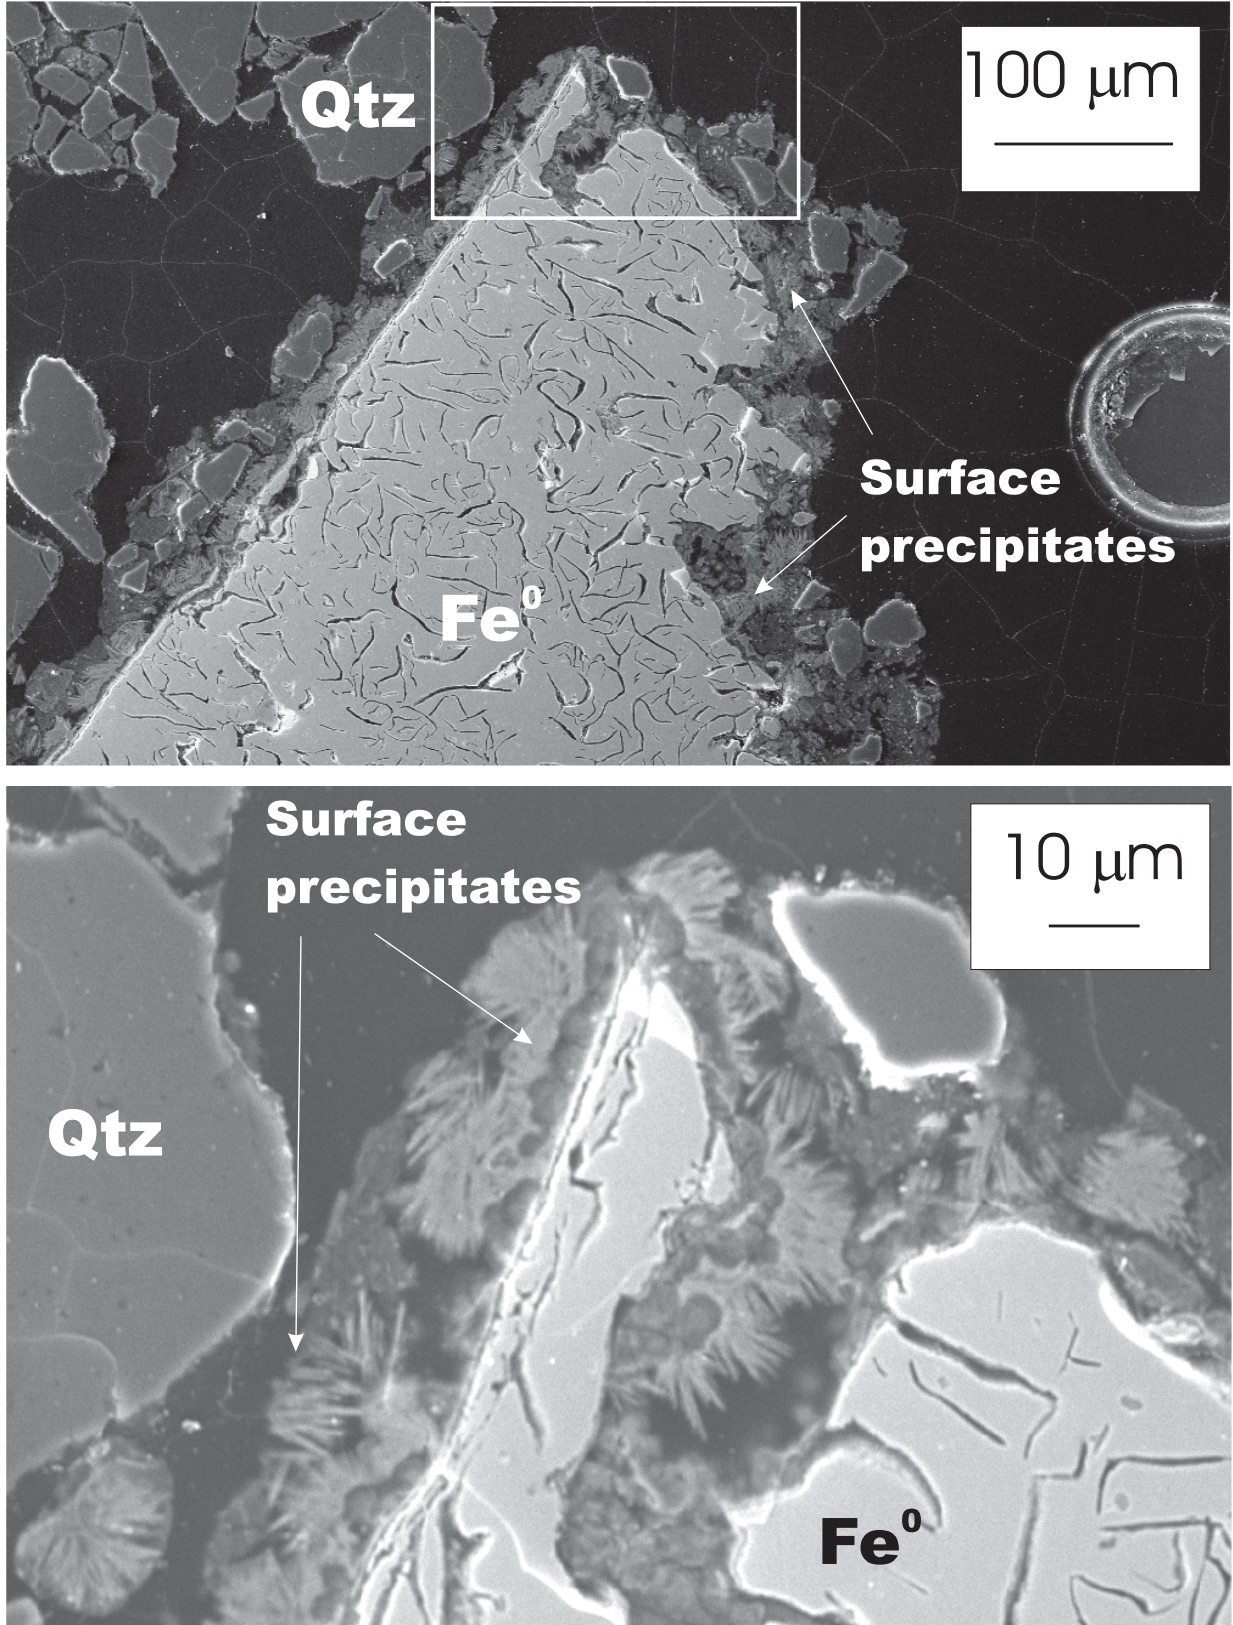 Qtz
100 μm
Surface
precipitates
Fe⁰
Surface
precipitates
10 μm
Qtz
Fe⁰